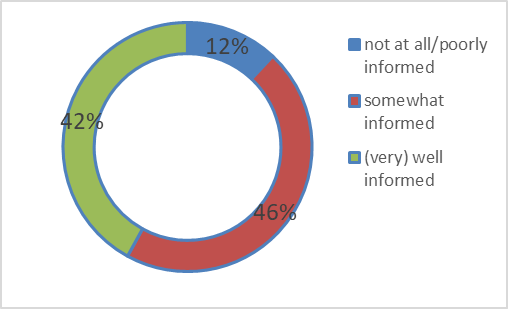 12%
42%
46%
not at all/poorly
informed
somewhat
informed
(very) well
informed